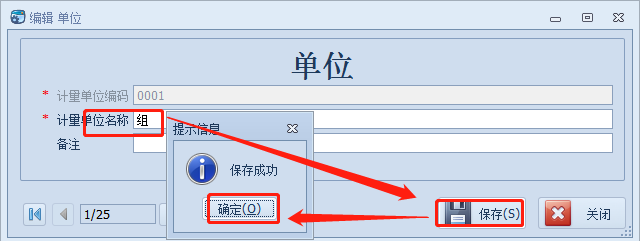 编辑 单位
单位
* 计量单位编码 0001
* 计量单位名称 组
提示信息
备注
保存成功
确定(O)
1/25
保存(S)
关闭